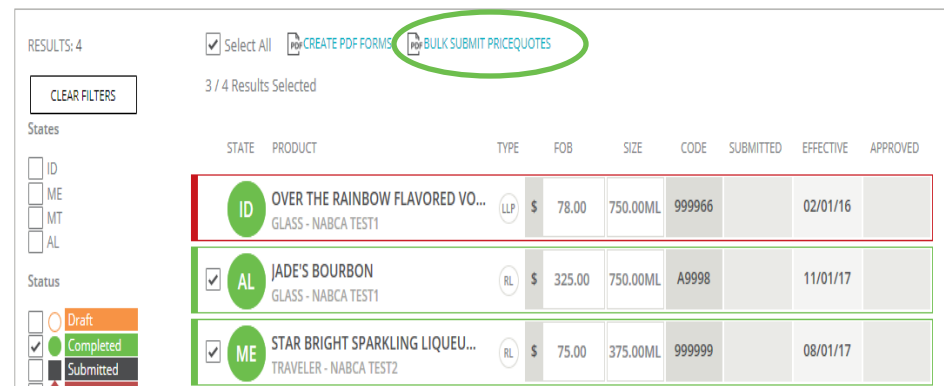 RESULTS: 4
CLEAR FILTERS
States
ID
ME
MT
AL
Status
Draft
Completed
Submitted
Select All PDF CREATE PDF FORMS PDF BULK SUBMIT PRICEQUOTES
3 / 4 Results Selected
STATE PRODUCT TYPE FOB SIZE CODE SUBMITTED EFFECTIVE APPROVED
ID OVER THE RAINBOW FLAVORED VO... LLP $ 78.00 750.00ML 999966 02/01/16
GLASS - NABCA TEST1
AL JADE'S BOURBON RL $ 325.00 750.00ML A9998 11/01/17
GLASS - NABCA TEST1
ME STAR BRIGHT SPARKLING LIQUEU... RL $ 75.00 375.00ML 999999 08/01/17
TRAVELER - NABCA TEST2